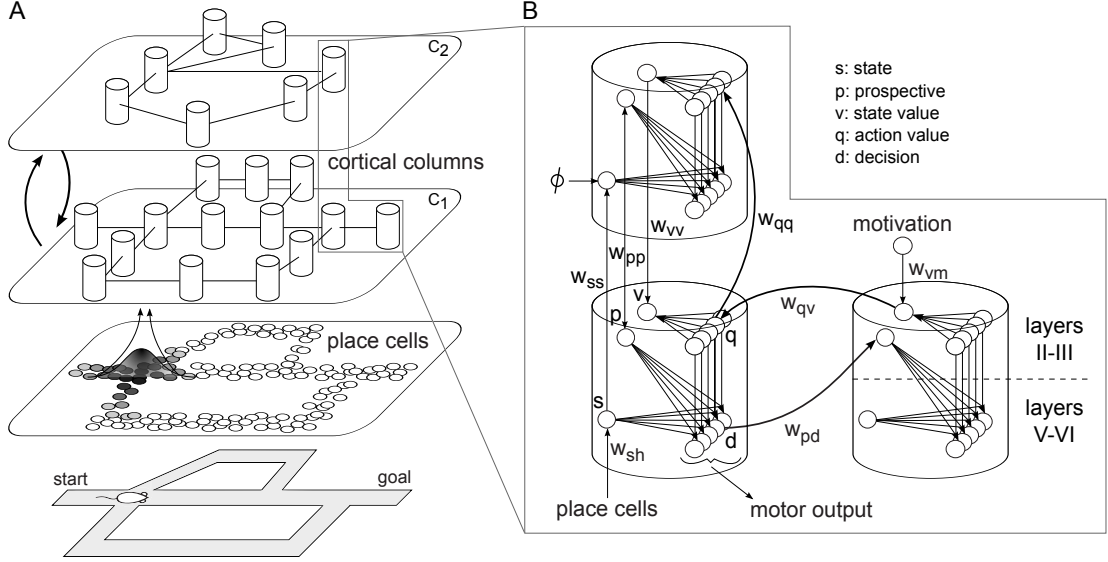 A
C2
cortical columns
C1
place cells
start
goal
B
s: state
p: prospective
v: state value
q: action value
d: decision
ϕ
wvv
wqq
wpp
wss
motivation
wvm
v
wqv
p
q
layers
II-III
s
d
wpd
layers
V-VI
wsh
place cells
motor output